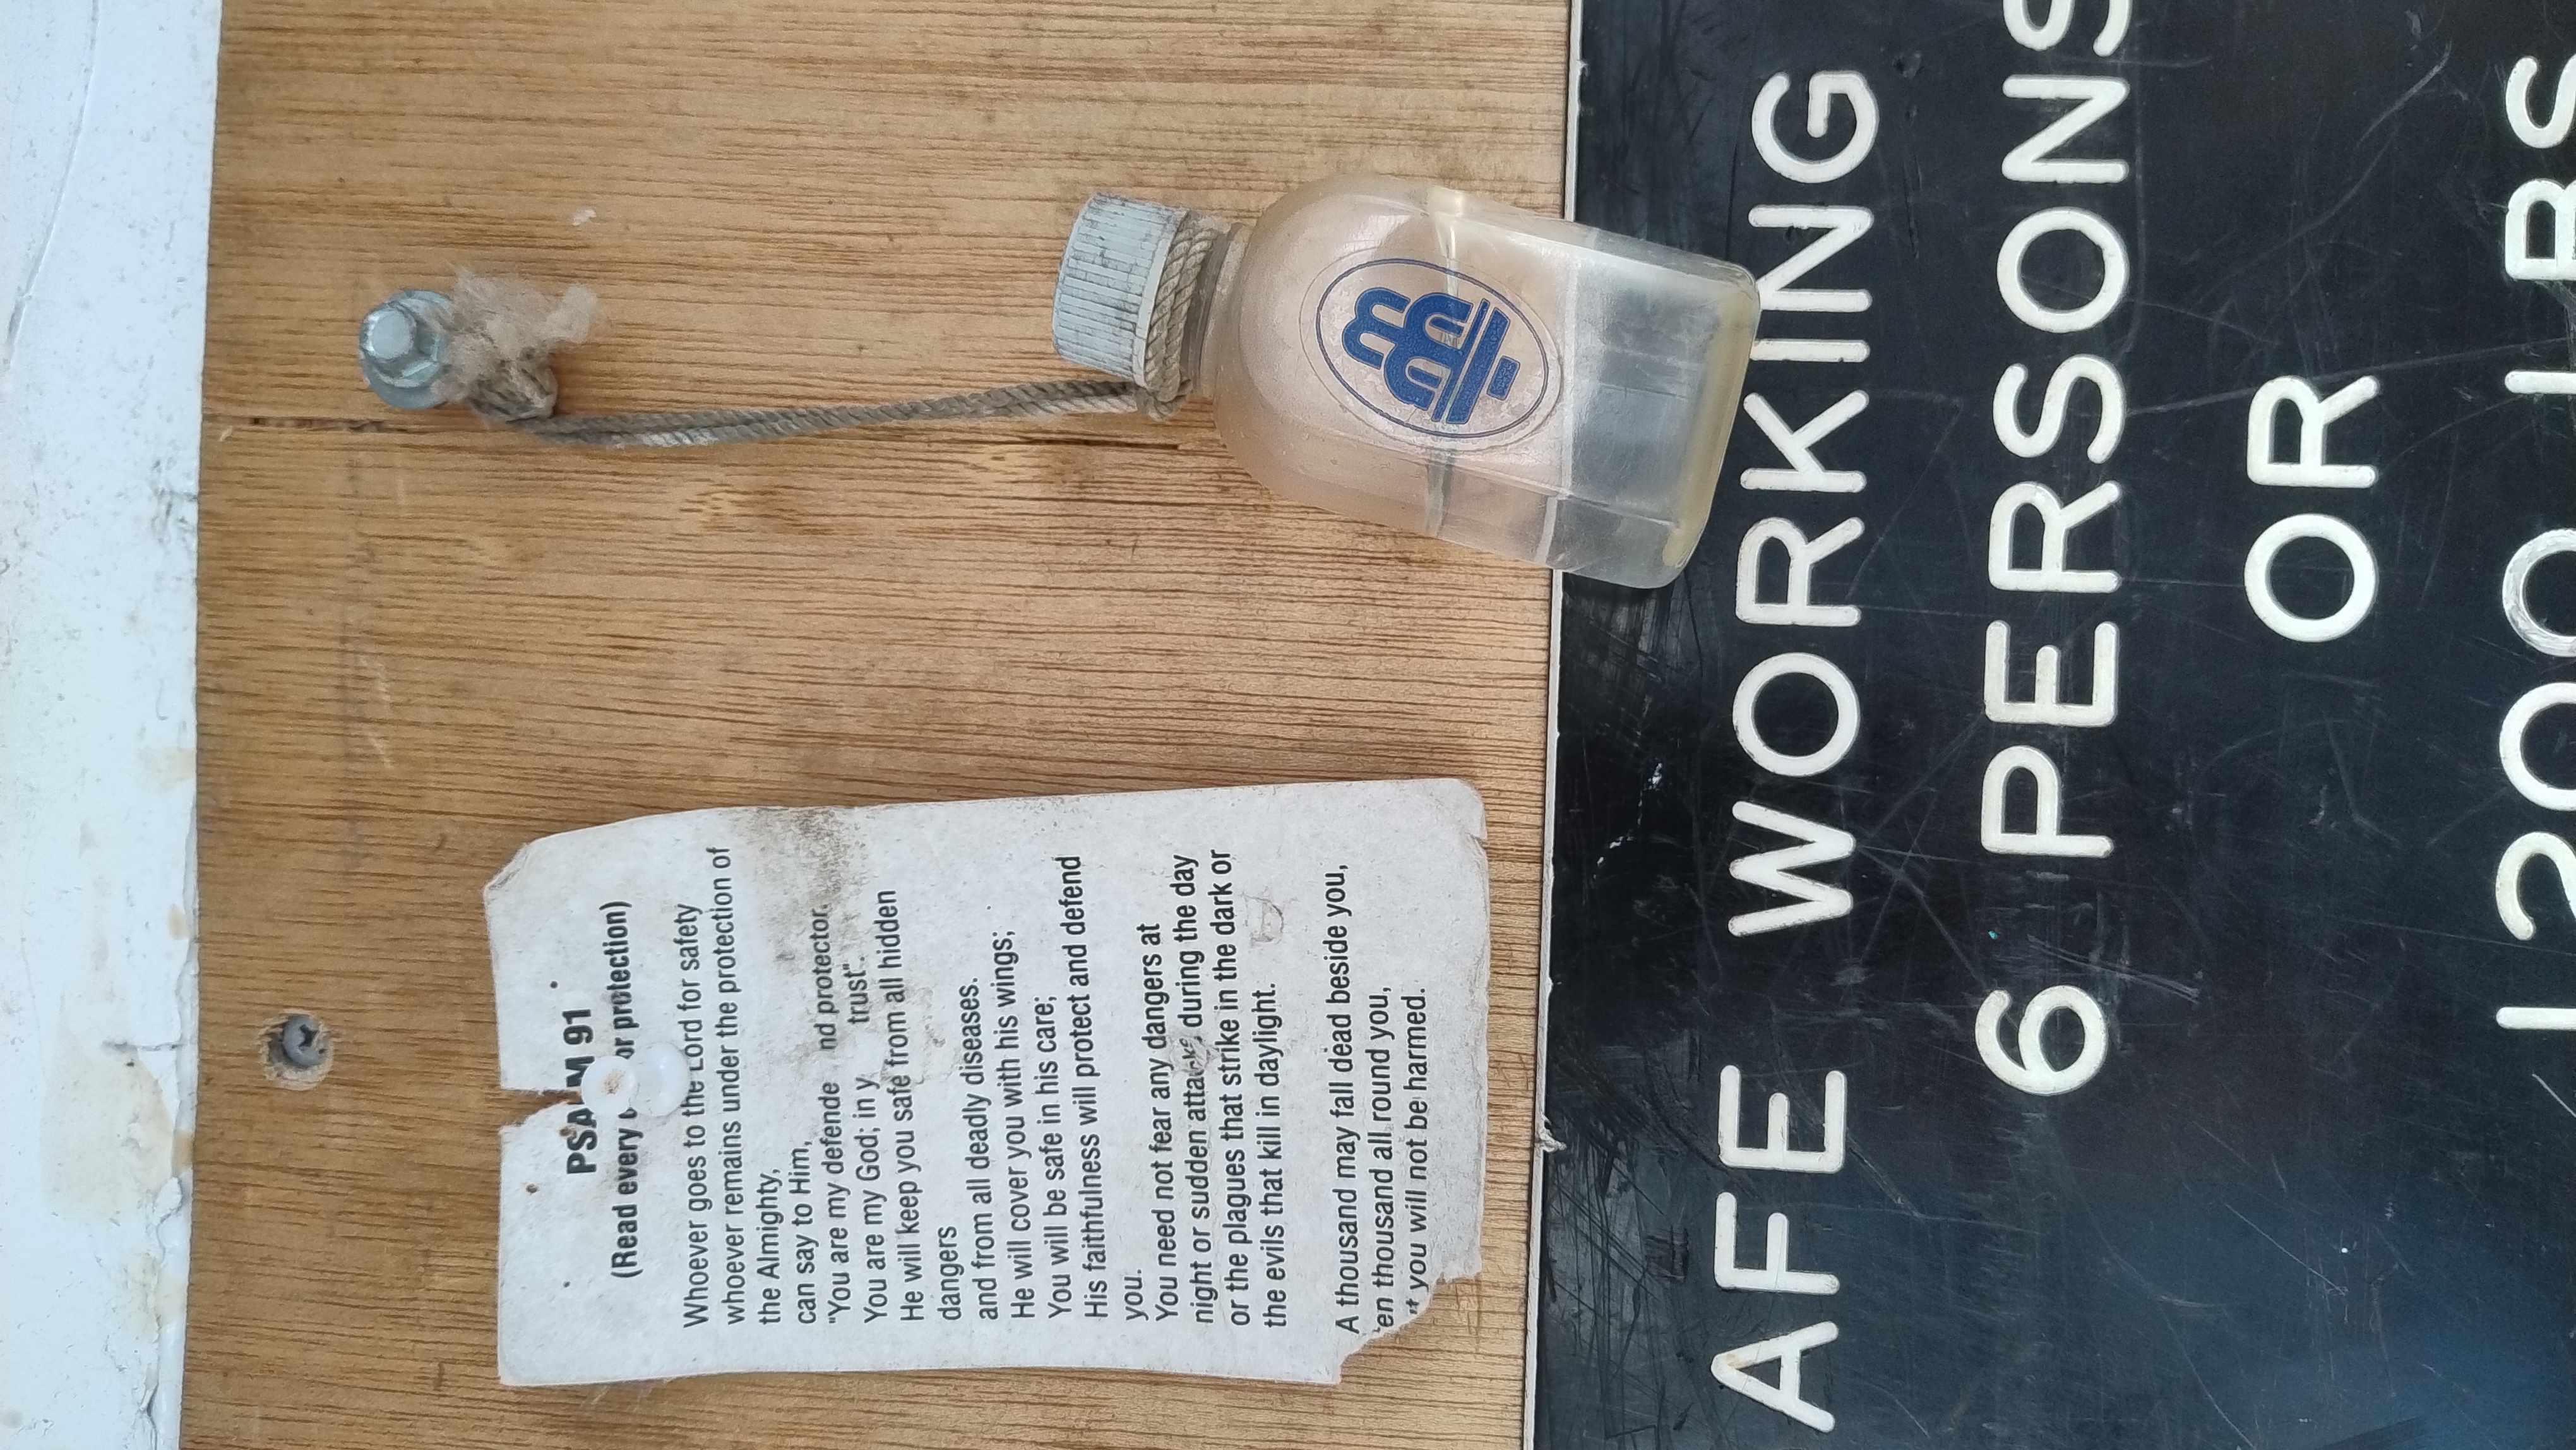 PSALM 91
(Read every or protection)
Whoever goes to the Lord for safety
whoever remains under the protection of
the Almighty,
can say to Him,
"You are my defende nd protector.
You are my God; in y trust".
He will keep you safe from all hidden
dangers
and from all deadly diseases.
He will cover you with his wings;
You will be safe in his care;
His faithfulness will protect and defend
you.
You need not fear any dangers at
night or sudden attacks during the day
or the plagues that strike in the dark or
the evils that kill in daylight.
A thousand may fall dead beside you,
en thousand all round you,
t you will not be harmed.
AFE WORKING
6 PERSONS
OR
1200 LBS